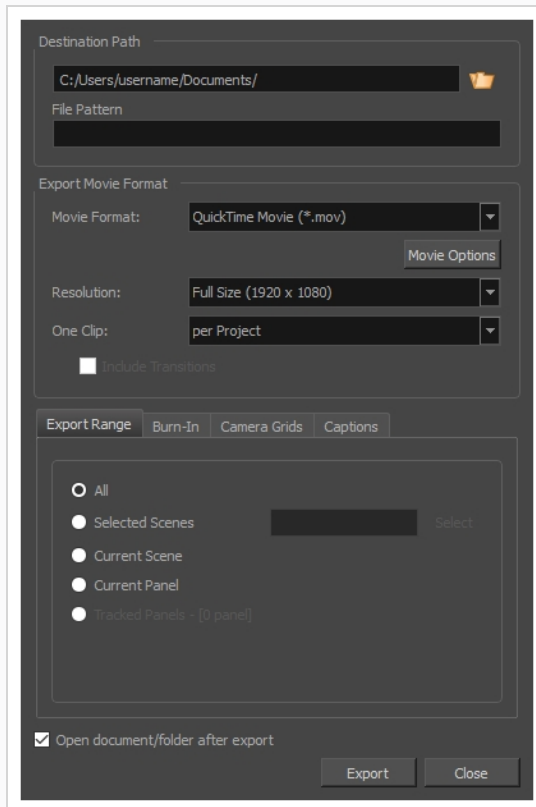 Destination Path
C:/Users/username/Documents/
File Pattern
Export Movie Format
Movie Format: QuickTime Movie (*.mov)
Movie Options
Resolution: Full Size (1920 x 1080)
One Clip: per Project
Include Transitions
Export Range Burn-In Camera Grids Captions
All
Selected Scenes Select
Current Scene
Current Panel
Tracked Panels - [0 panel]
Open document/folder after export
Export Close